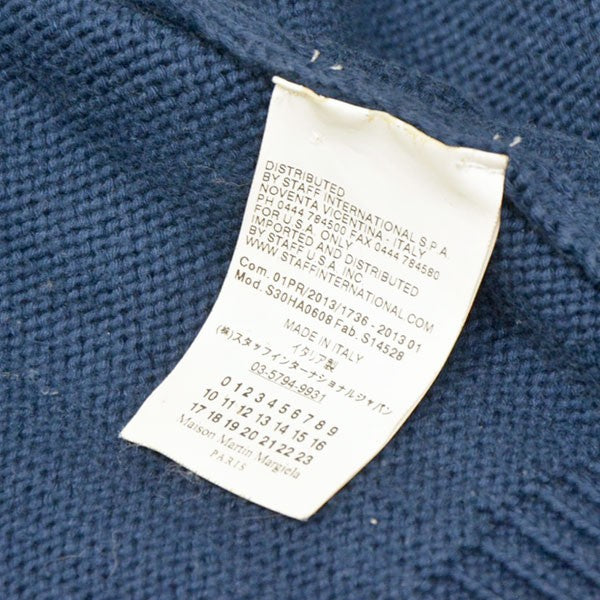 DISTRIBUTED
BY STAFF INTERNATIONAL S.P.A.
NOVENTA VICENTINA - ITALY
PH 0444 784500 FAX 0444 784580
FOR U.S.A. ONLY
IMPORTED AND DISTRIBUTED
BY STAFF U.S.A. INC.
WWW.STAFFINTERNATIONAL.COM
Com. 01PR/2013/1736 - 2013 01
Mod. S30HA0608 Fab. S14528
MADE IN ITALY
イタリア製
(株)スタッフインターナショナルジャパン
03-5794-9931
0 1 2 3 4 5 6 7 8 9
10 11 12 13 14 15 16
17 18 19 20 21 22 23
Maison Martin Margiela
PARIS